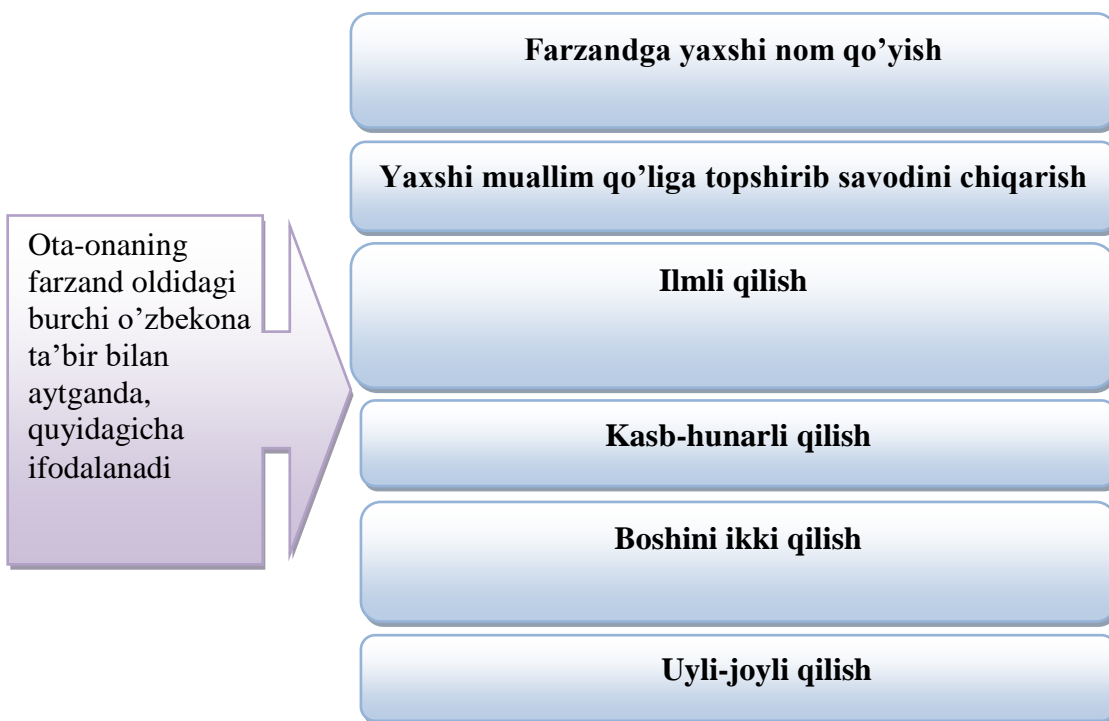 Farzandga yaxshi nom qo’yish
Yaxshi muallim qo’liga topshirib savodini chiqarish
Ota-onaning
farzand oldidagi
burchi o’zbekona
ta’bir bilan
aytganda,
quyidagicha
ifodalanadi
Ilmli qilish
Kasb-hunarli qilish
Boshini ikki qilish
Uyli-joyli qilish